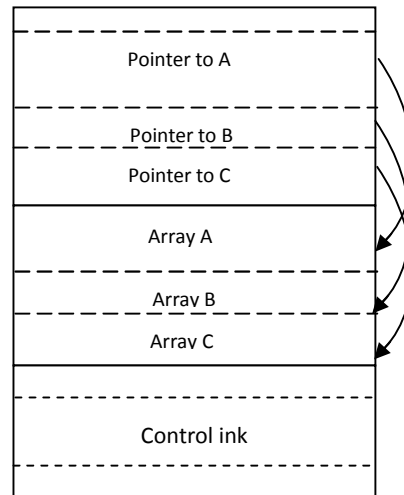 Pointer to A
Pointer to B
Pointer to C
Array A
Array B
Array C
Control ink